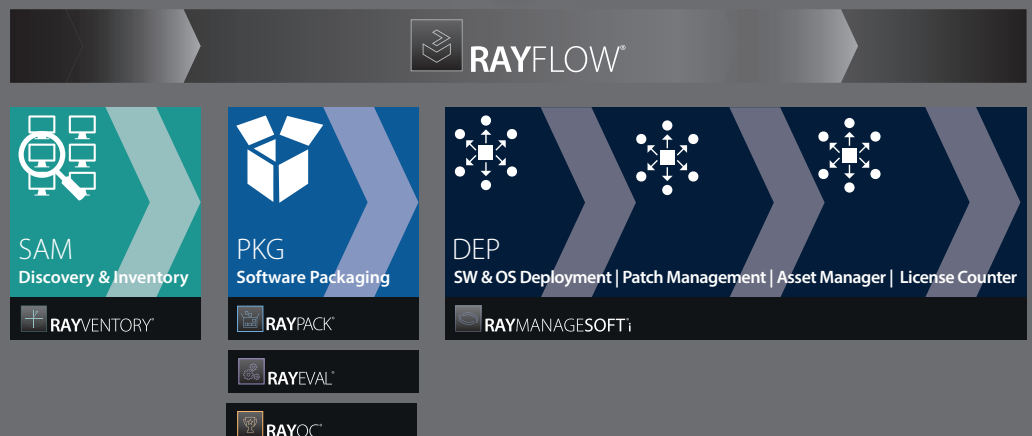 RAYFLOW®
SAM
Discovery & Inventory
RAYVENTORY®
PKG
Software Packaging
RAYPACK®
RAYEVAL®
RAYQC®
DEP
SW & OS Deployment | Patch Management | Asset Manager | License Counter
RAYMANAGESOFT®i